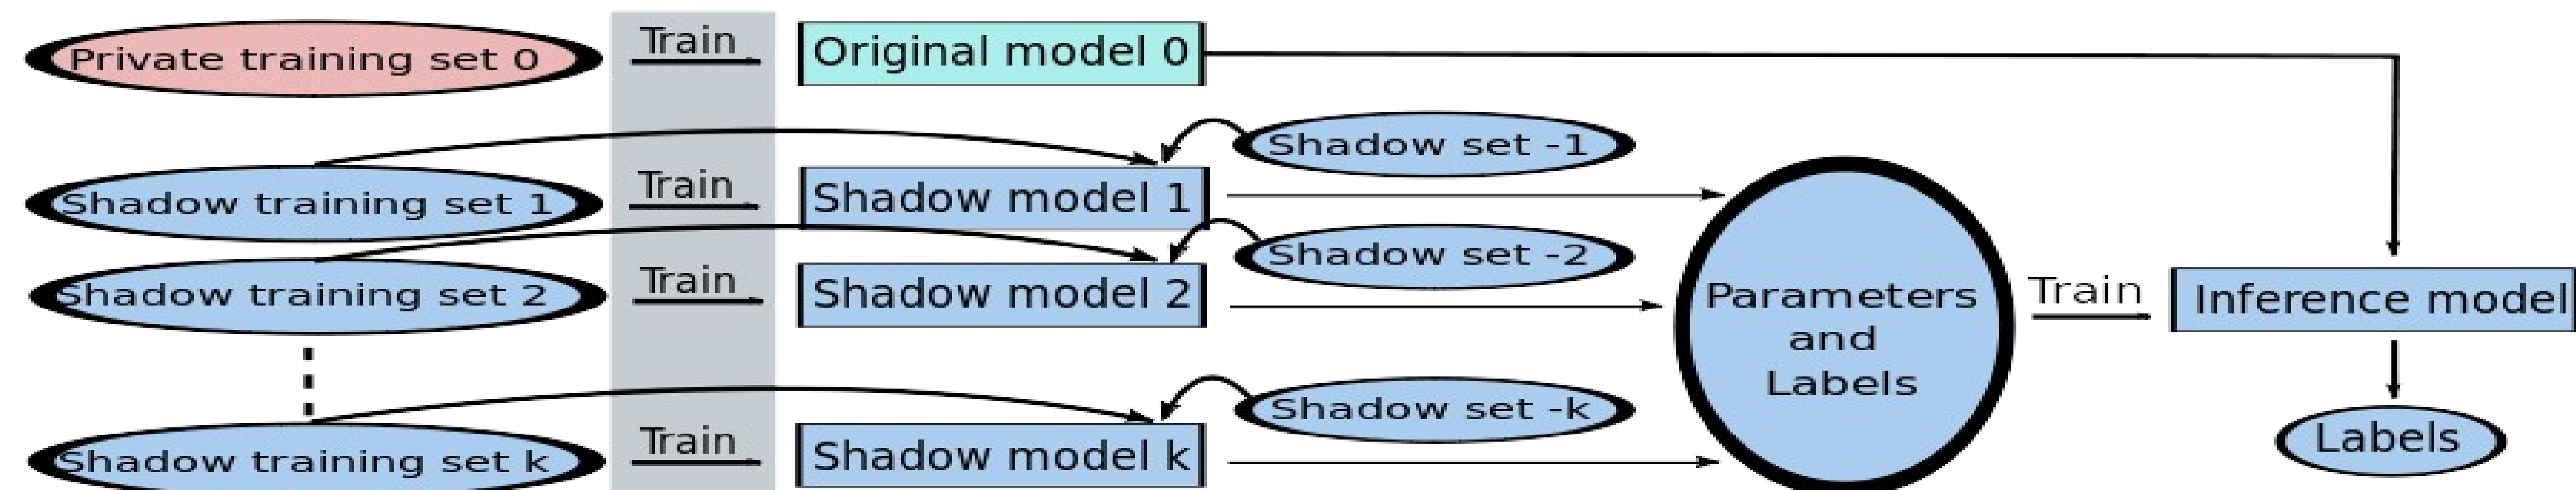 Private training set 0
Train
Original model 0
Shadow set -1
Shadow training set 1
Train
Shadow model 1
Shadow set -2
Shadow training set 2
Train
Shadow model 2
Parameters
and
Labels
Train
Inference model
Shadow set -k
Shadow training set k
Train
Shadow model k
Labels